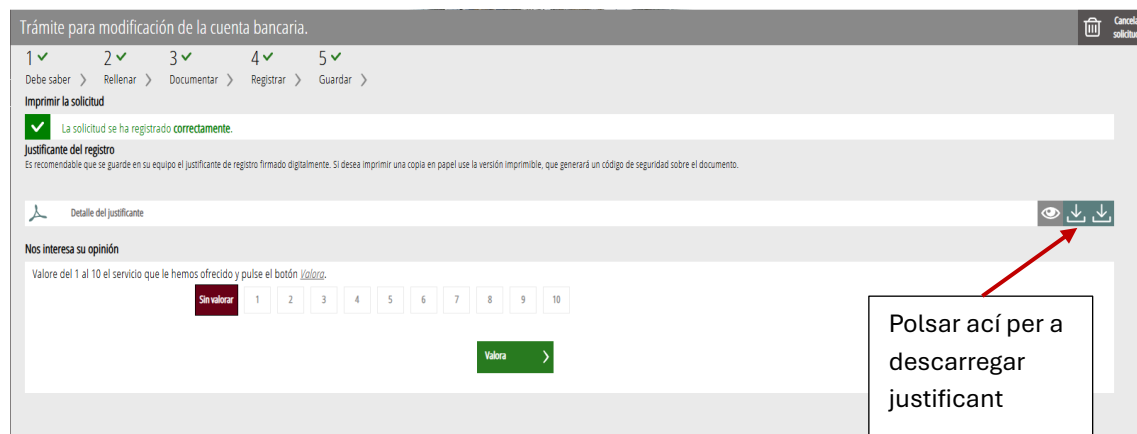 Trámite para modificación de la cuenta bancaria.
Cancela
solicitud
1 2 3 4 5
Debe saber Rellenar Documentar Registrar Guardar
Imprimir la solicitud
La solicitud se ha registrado correctamente.
Justificante del registro
Es recomendable que se guarde en su equipo el justificante de registro firmado digitalmente. Si desea imprimir una copia en papel use la versión imprimible, que generará un código de seguridad sobre el documento.
Detalle del justificante
Nos interesa su opinión
Valore del 1 al 10 el servicio que le hemos ofrecido y pulse el botón Valora.
Sin valorar 1 2 3 4 5 6 7 8 9 10
Valora
Polsar ací per a
descarregar
justificant